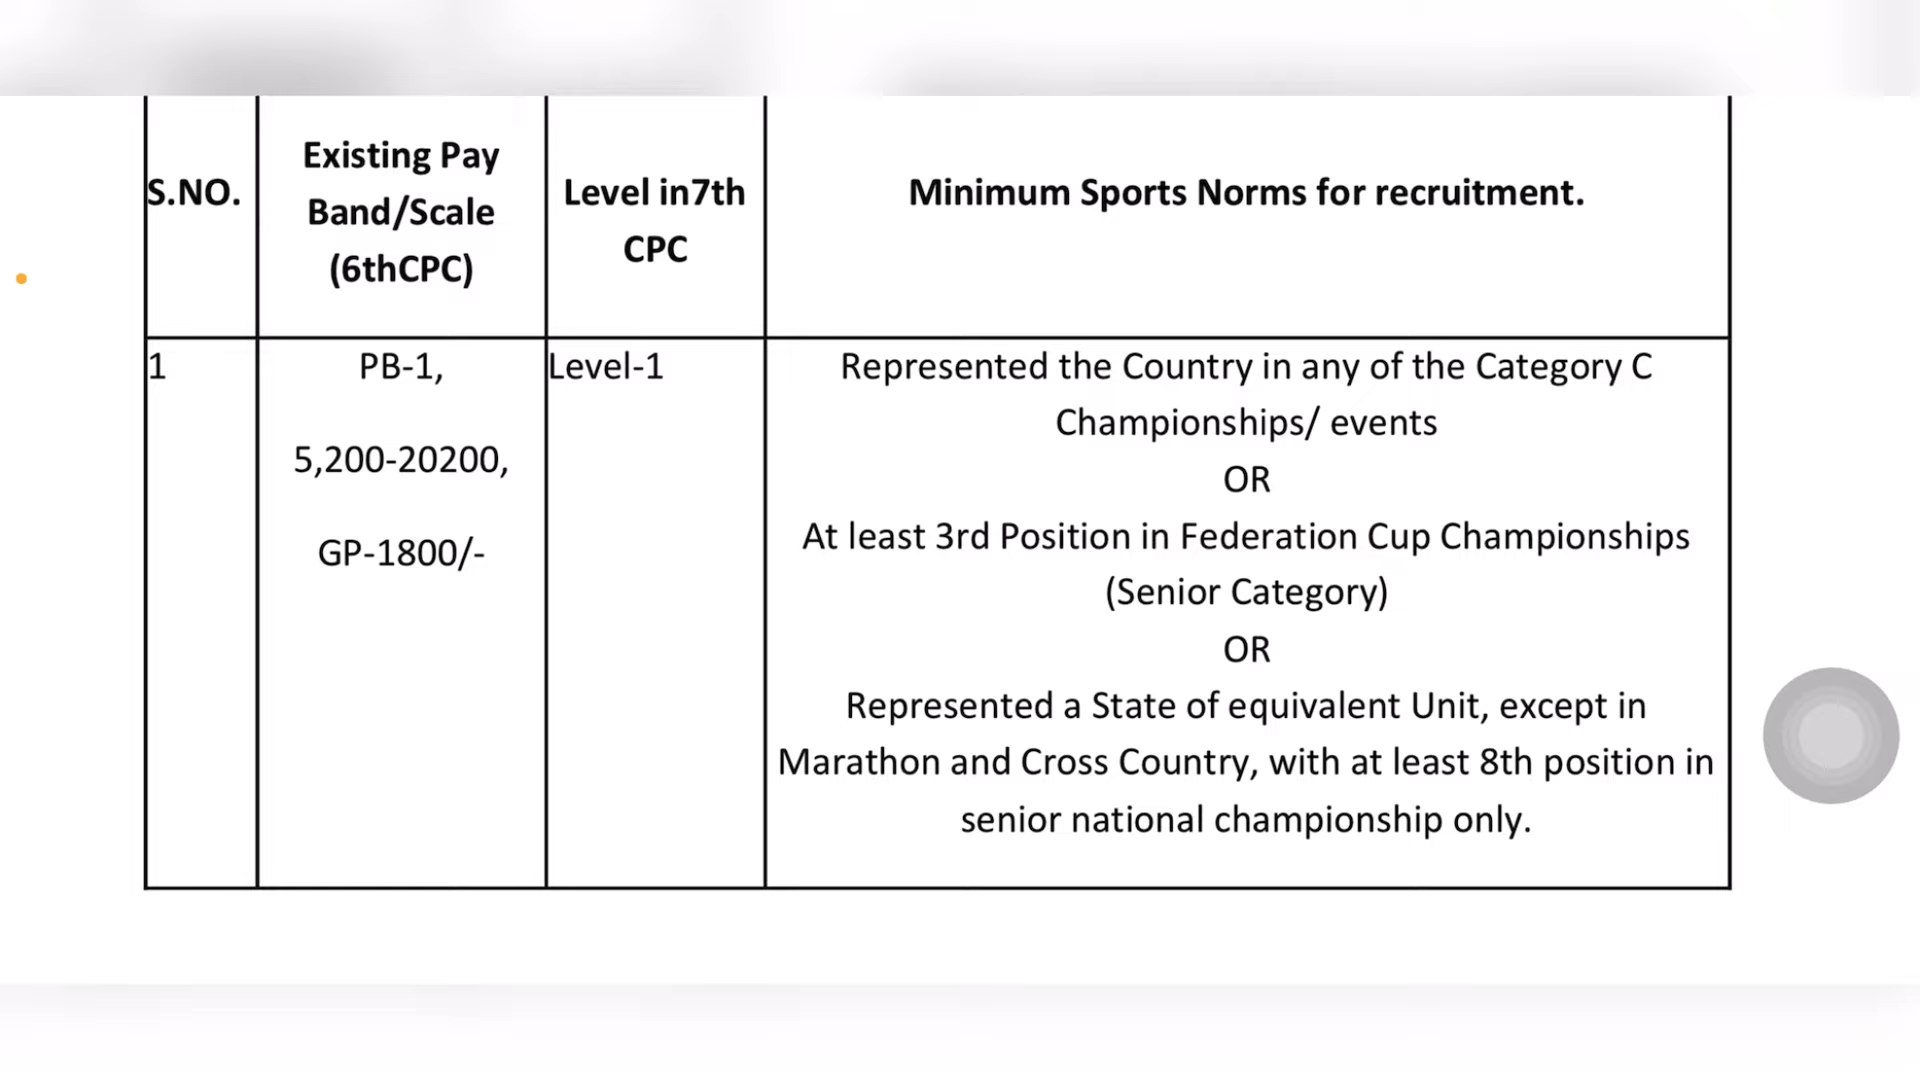 S.NO.
Existing Pay
Band/Scale
(6thCPC)
Level in7th
CPC
Minimum Sports Norms for recruitment.
1
PB-1,
5,200-20200,
GP-1800/-
Level-1
Represented the Country in any of the Category C
Championships/ events
OR
At least 3rd Position in Federation Cup Championships
(Senior Category)
OR
Represented a State of equivalent Unit, except in
Marathon and Cross Country, with at least 8th position in
senior national championship only.